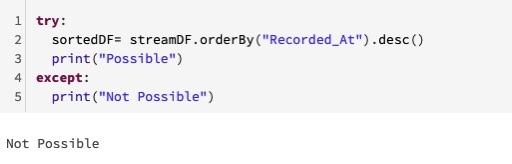 1 try:
2   sortedDF= streamDF.orderBy("Recorded_At").desc()
3   print("Possible")
4 except:
5   print("Not Possible")
Not Possible